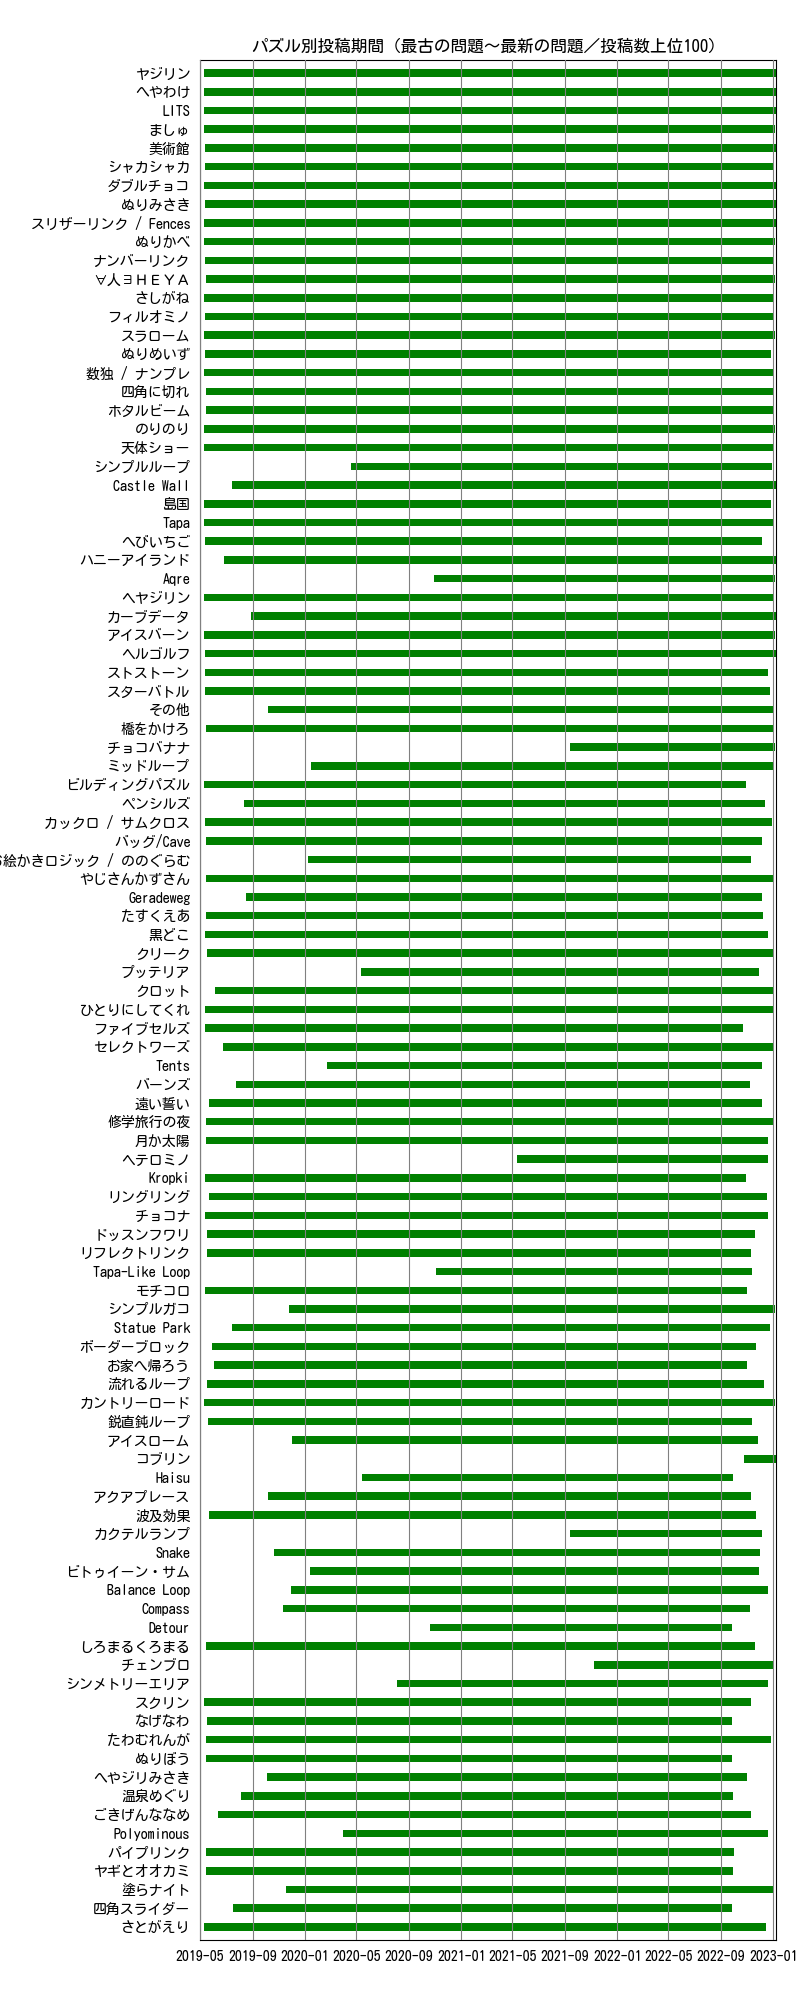 パズル別投稿期間（最古の問題～最新の問題／投稿数上位100）
ヤジリン
へやわけ
LITS
ましゅ
美術館
シャカシャカ
ダブルチョコ
ぬりみさき
スリザーリンク / Fences
ぬりかべ
ナンバーリンク
∀人∃ＨＥＹＡ
さしがね
フィルオミノ
スラローム
ぬりめいず
数独 / ナンプレ
四角に切れ
ホタルビーム
のりのり
天体ショー
シンプルループ
Castle Wall
島国
Tapa
へびいちご
ハニーアイランド
Aqre
ヘヤジリン
カーブデータ
アイスバーン
ヘルゴルフ
ストストーン
スターバトル
その他
橋をかけろ
チョコバナナ
ミッドループ
ビルディングパズル
ペンシルズ
カックロ / サムクロス
バッグ/Cave
絵かきロジック / ののぐらむ
やじさんかずさん
Geradeweg
たすくえあ
黒どこ
クリーク
プッテリア
クロット
ひとりにしてくれ
ファイブセルズ
セレクトワーズ
Tents
バーンズ
遠い誓い
修学旅行の夜
月か太陽
ヘテロミノ
Kropki
リングリング
チョコナ
ドッスンフワリ
リフレクトリンク
Tapa-Like Loop
モチコロ
シンプルガコ
Statue Park
ボーダーブロック
お家へ帰ろう
流れるループ
カントリーロード
鋭直鈍ループ
アイスローム
コブリン
Haisu
アクアプレース
波及効果
カクテルランプ
Snake
ビトゥイーン・サム
Balance Loop
Compass
Detour
しろまるくろまる
チェンブロ
シンメトリーエリア
スクリン
なげなわ
たわむれんが
ぬりぼう
へやジリみさき
温泉めぐり
ごきげんななめ
Polyominous
パイプリンク
ヤギとオオカミ
塗らナイト
四角スライダー
さとがえり
2019-05 2019-09 2020-01 2020-05 2020-09 2021-01 2021-05 2021-09 2022-01 2022-05 2022-09 2023-01